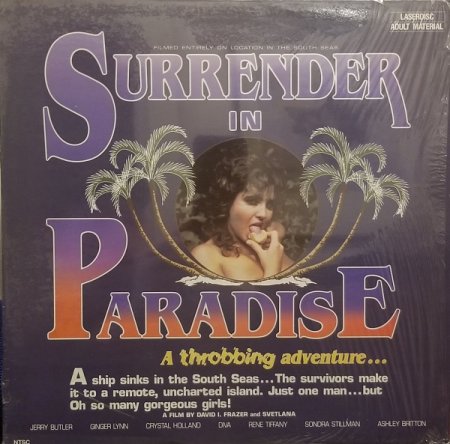 LASERDISC
ADULT MATERIAL
FILMED ENTIRELY ON LOCATION IN THE SOUTH SEAS
SURRENDER
IN
PARADISE
A throbbing adventure...
A ship sinks in the South Seas...The survivors make
it to a remote, uncharted island. Just one man...but
Oh so many gorgeous girls!
A FILM BY DAVID I. FRAZER and SVETLANA
JERRY BUTLER GINGER LYNN CRYSTAL HOLLAND DNA RENE TIFFANY SONDRA STILLMAN ASHLEY BRITTON
NTSC